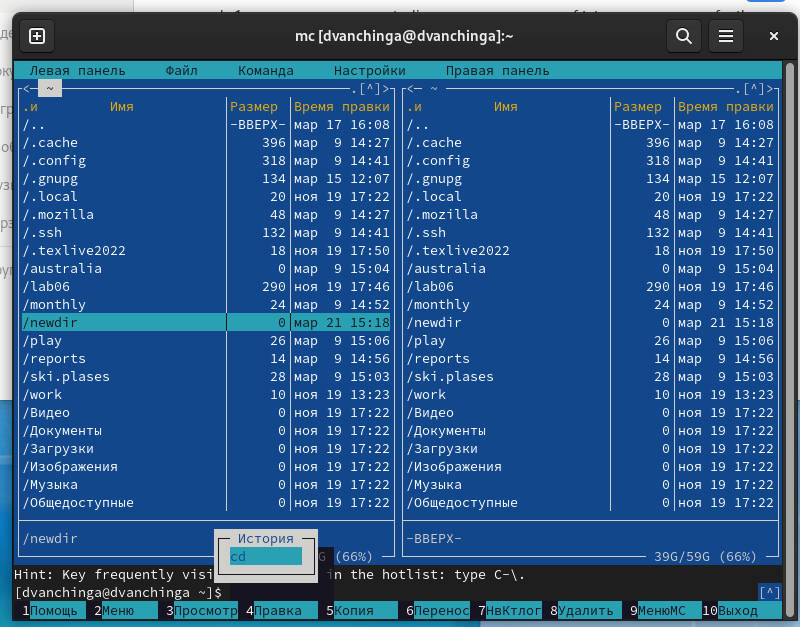 mc [dvanchinga@dvanchinga]:~
Левая панель Файл Команда Настройки Правая панель
<─ ~ .[^]> <─ ~ .[^]>
.и Имя Размер Время правки .и Имя Размер Время правки
/.. -ВВЕРХ- мар 17 16:08 /.. -ВВЕРХ- мар 17 16:08
/.cache 396 мар 9 14:27 /.cache 396 мар 9 14:27
/.config 318 мар 9 14:41 /.config 318 мар 9 14:41
/.gnupg 134 мар 15 12:07 /.gnupg 134 мар 15 12:07
/.local 20 ноя 19 17:22 /.local 20 ноя 19 17:22
/.mozilla 48 мар 9 14:27 /.mozilla 48 мар 9 14:27
/.ssh 132 мар 9 14:41 /.ssh 132 мар 9 14:41
/.texlive2022 18 ноя 19 17:50 /.texlive2022 18 ноя 19 17:50
/australia 0 мар 9 15:04 /australia 0 мар 9 15:04
/lab06 290 ноя 19 17:46 /lab06 290 ноя 19 17:46
/monthly 24 мар 9 14:52 /monthly 24 мар 9 14:52
/newdir 0 мар 21 15:18 /newdir 0 мар 21 15:18
/play 26 мар 9 15:06 /play 26 мар 9 15:06
/reports 14 мар 9 14:56 /reports 14 мар 9 14:56
/ski.plases 28 мар 9 15:03 /ski.plases 28 мар 9 15:03
/work 10 ноя 19 13:23 /work 10 ноя 19 13:23
/Видео 0 ноя 19 17:22 /Видео 0 ноя 19 17:22
/Документы 0 ноя 19 17:22 /Документы 0 ноя 19 17:22
/Загрузки 0 ноя 19 17:22 /Загрузки 0 ноя 19 17:22
/Изображения 0 ноя 19 17:22 /Изображения 0 ноя 19 17:22
/Музыка 0 ноя 19 17:22 /Музыка 0 ноя 19 17:22
/Общедоступные 0 ноя 19 17:22 /Общедоступные 0 ноя 19 17:22
/newdir История -ВВЕРХ-
cd G (66%) 39G/59G (66%)
Hint: Key frequently visi in the hotlist: type C-\.
[dvanchinga@dvanchinga ~]$ [^]
1Помощь 2Меню 3Просмотр 4Правка 5Копия 6Перенос 7НвКтлог 8Удалить 9МенюMC 10Выход